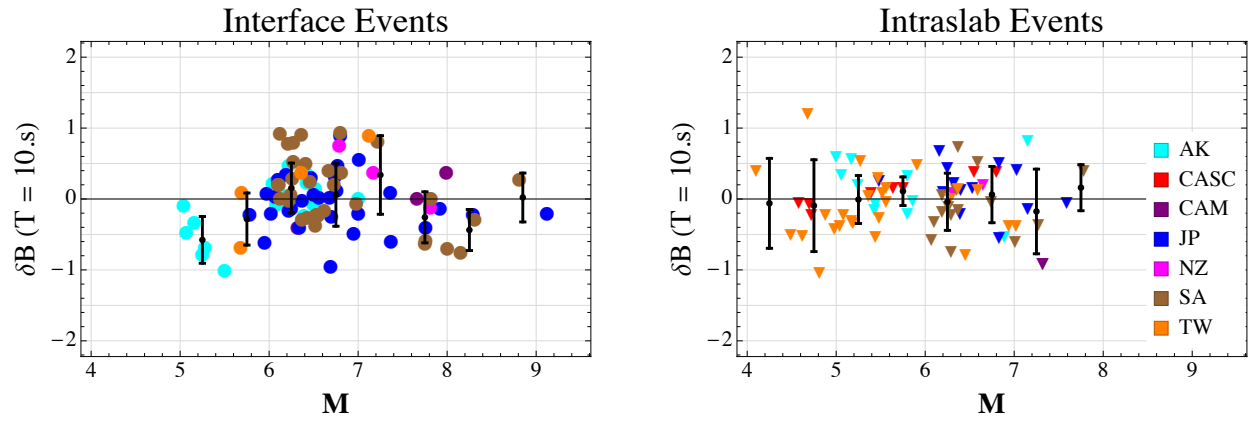 Interface Events
2
1
0
−1
−2
δB (T = 10.s)
4 5 6 7 8 9
M
Intraslab Events
2
1
0
−1
−2
δB (T = 10.s)
4 5 6 7 8 9
M
AK
CASC
CAM
JP
NZ
SA
TW